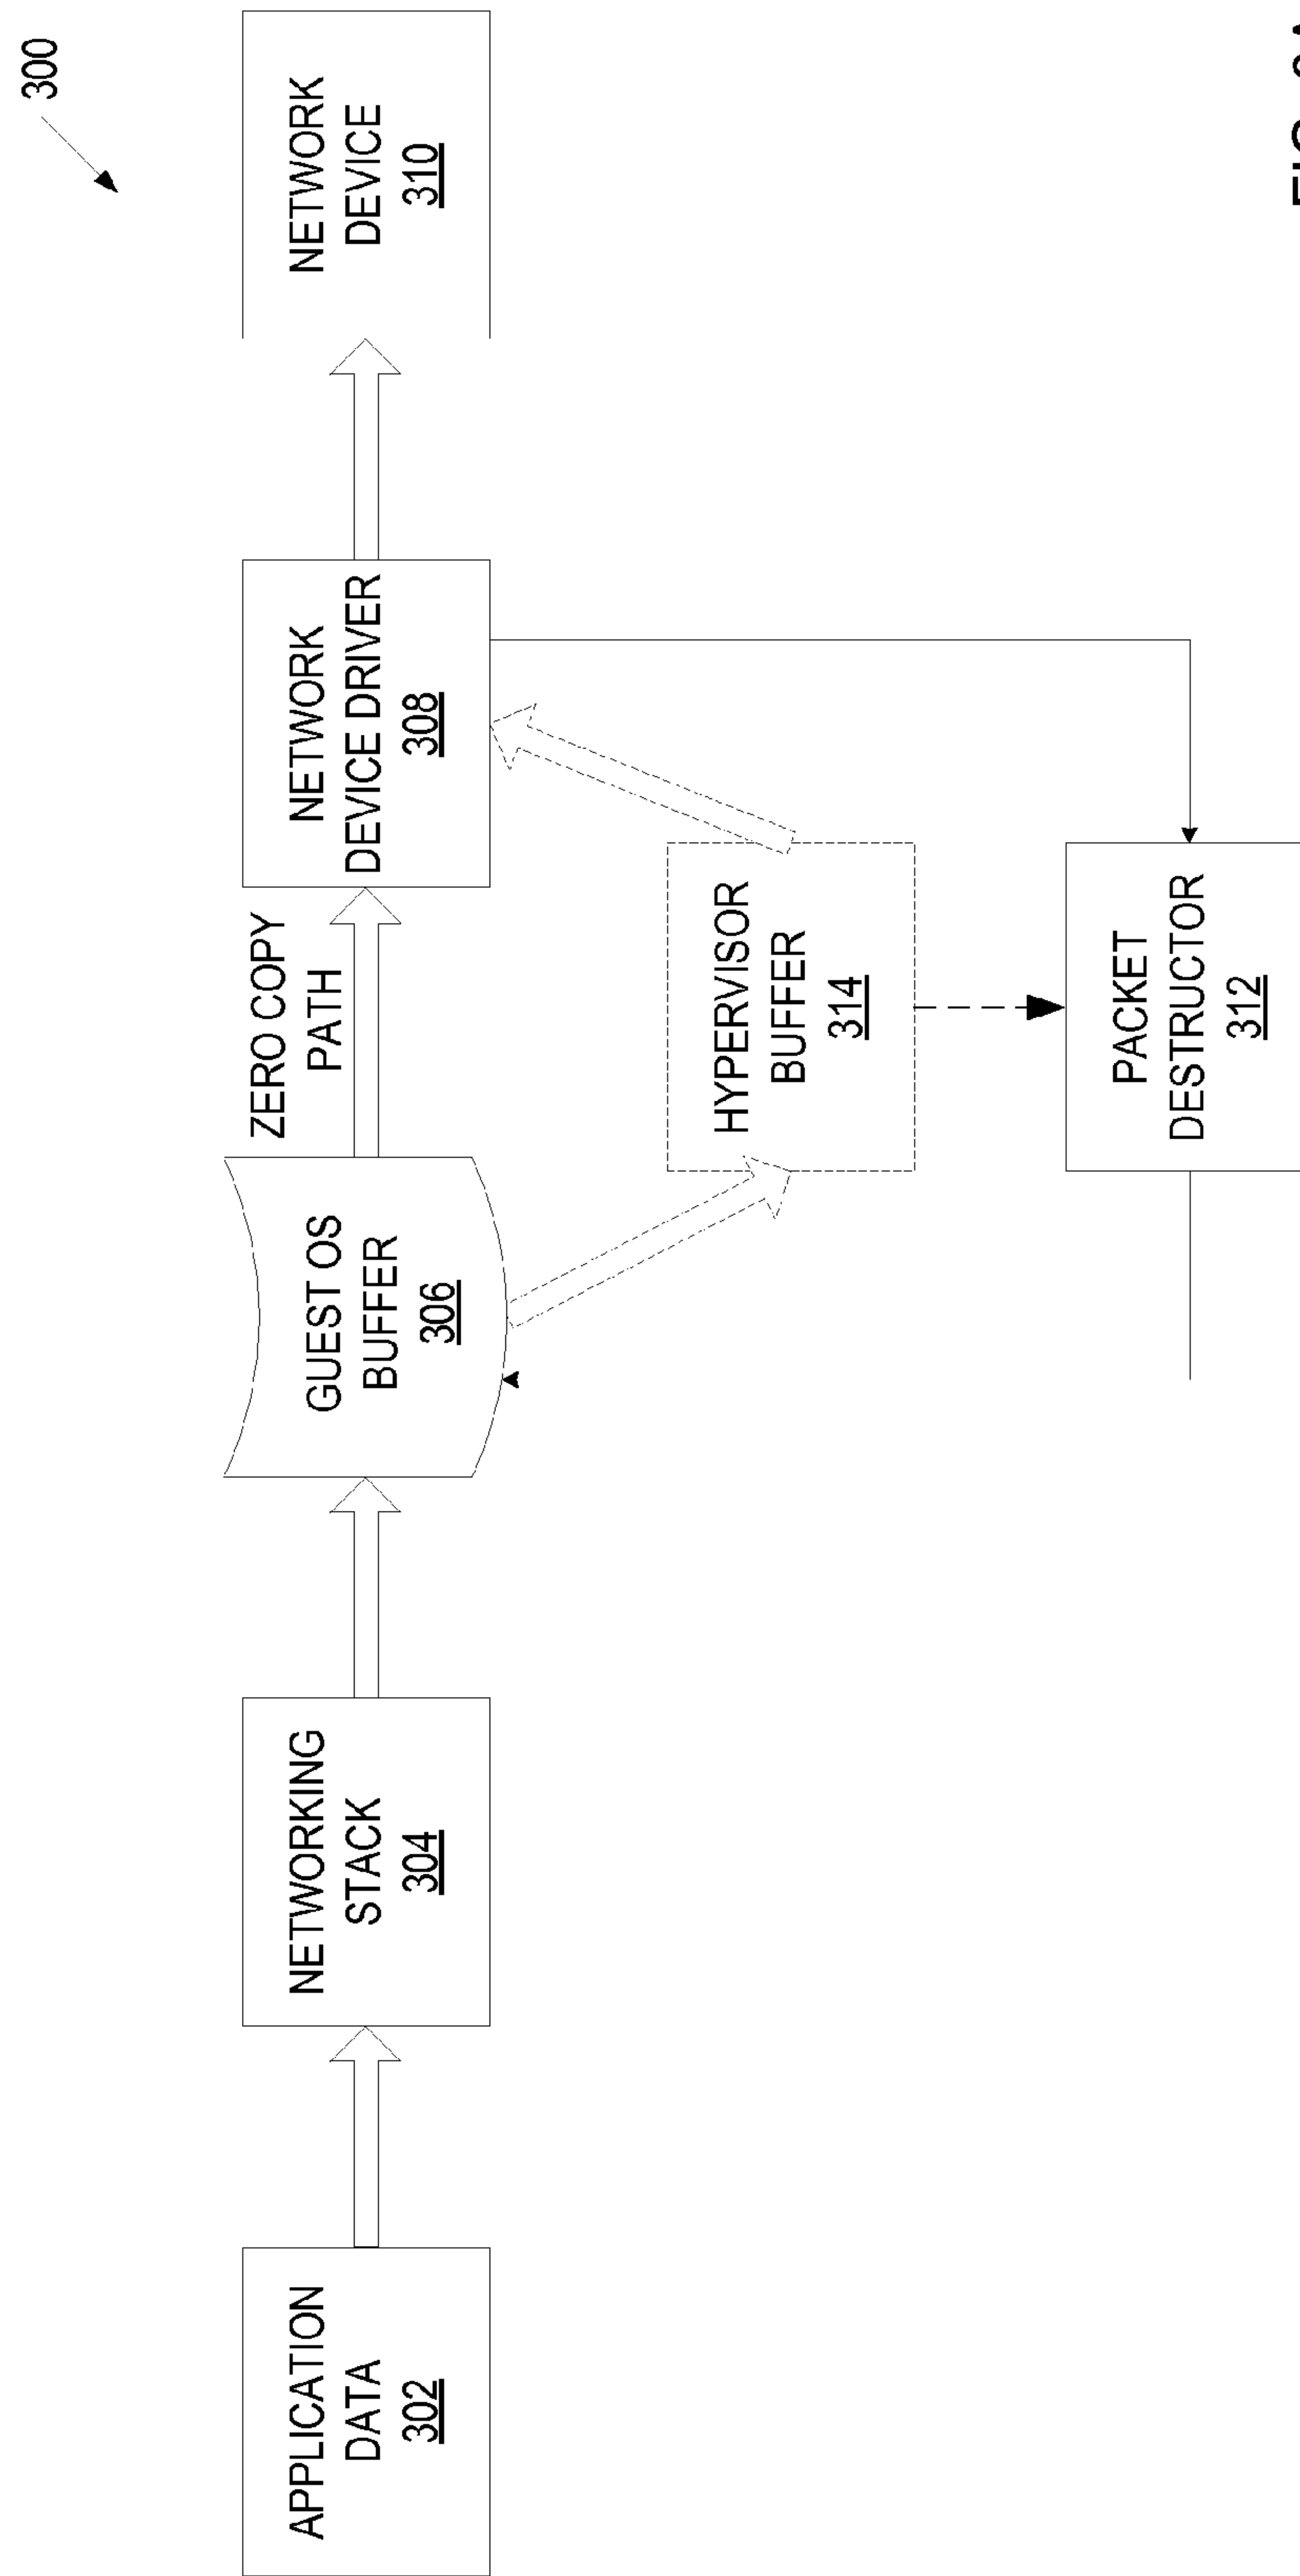 300
APPLICATION
DATA
302
NETWORKING
STACK
304
GUEST OS
BUFFER
306
ZERO COPY
PATH
NETWORK
DEVICE DRIVER
308
NETWORK
DEVICE
310
HYPERVISOR
BUFFER
314
PACKET
DESTRUCTOR
312